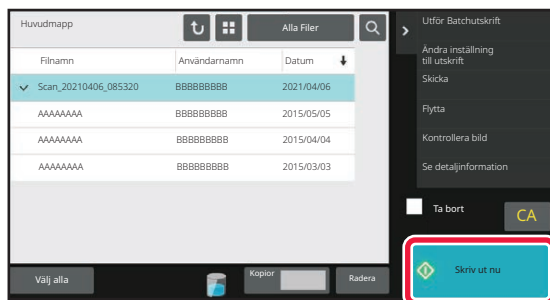 Huvudmapp
Alla Filer
Filnamn Användarnamn Datum
Scan_20210406_085320 BBBBBBBBB 2021/04/06
AAAAAAAA BBBBBBBBB 2015/05/05
AAAAAAAA BBBBBBBBB 2015/04/04
AAAAAAAA BBBBBBBBB 2015/03/03
Välj alla
Kopior
Radera
Utför Batchutskrift
Ändra inställning
till utskrift
Skicka
Flytta
Kontrollera bild
Se detaljinformation
Ta bort
CA
Skriv ut nu